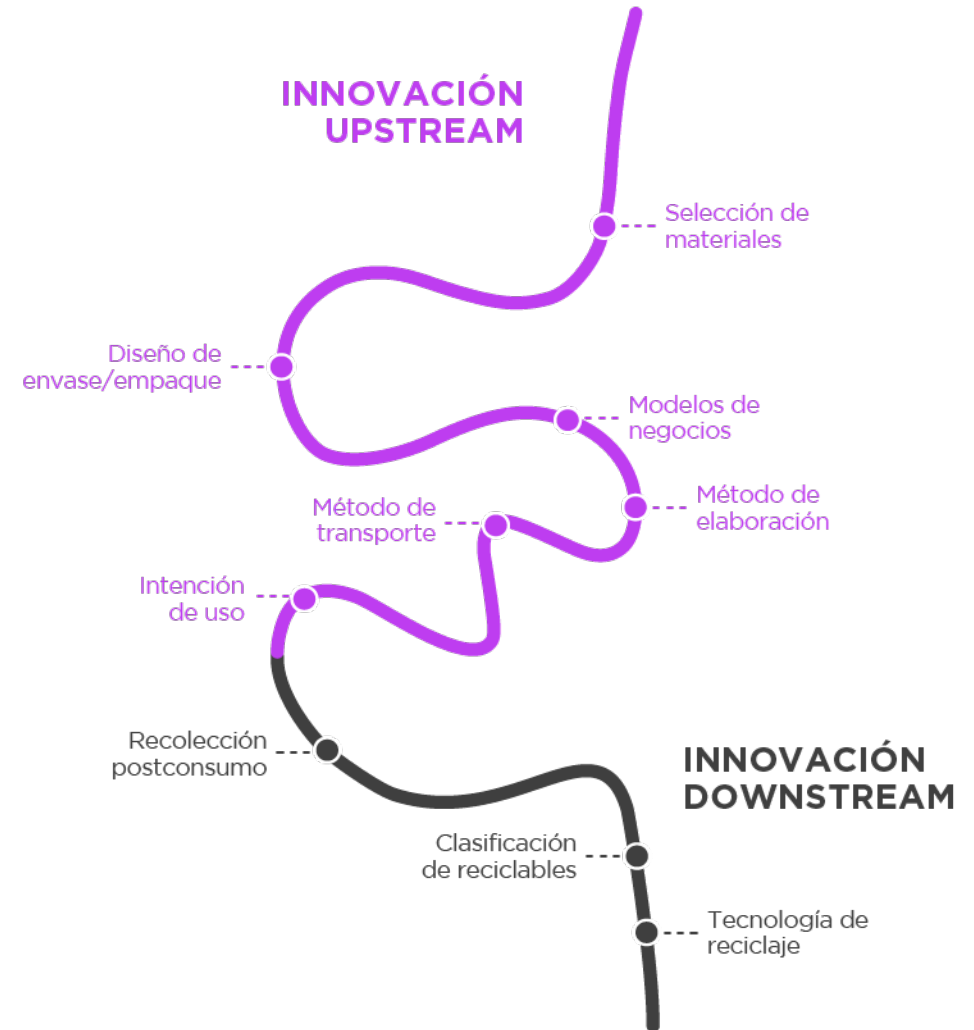 INNOVACIÓN
UPSTREAM
Selección de
materiales
Diseño de
envase/empaque
Modelos de
negocios
Método de
elaboración
Método de
transporte
Intención
de uso
Recolección
postconsumo
INNOVACIÓN
DOWNSTREAM
Clasificación
de reciclables
Tecnología de
reciclaje